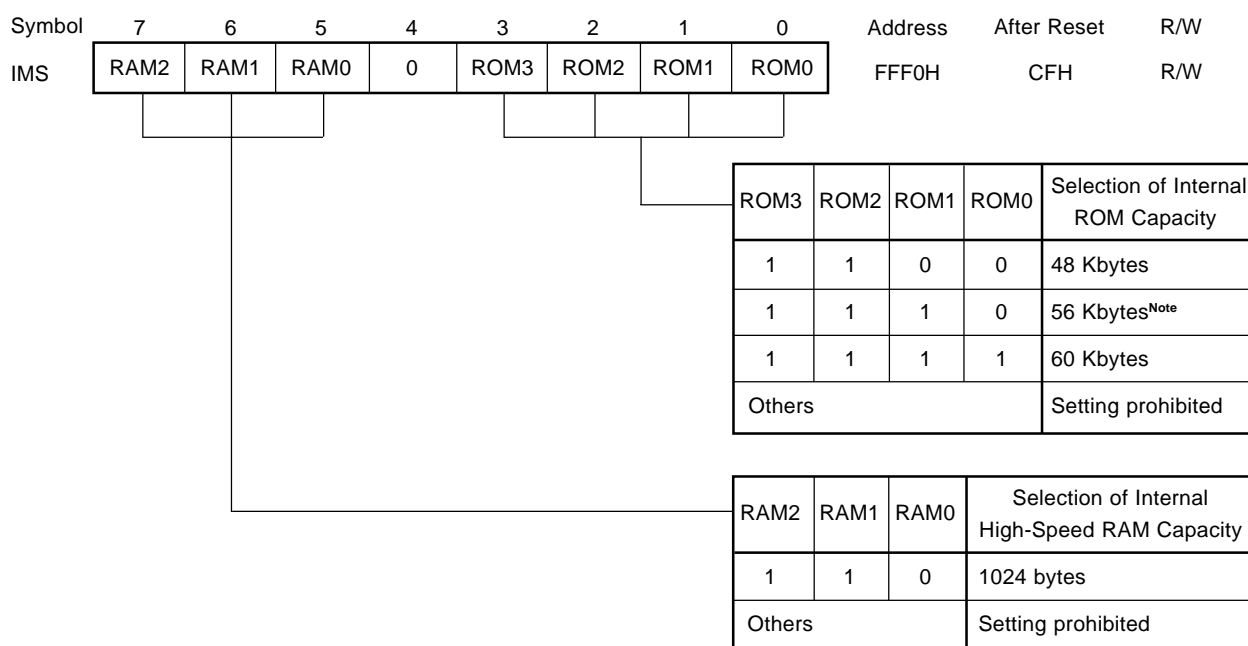 Symbol 7 6 5 4 3 2 1 0 Address After Reset R/W
IMS RAM2 RAM1 RAM0 0 ROM3 ROM2 ROM1 ROM0 FFF0H CFH R/W
ROM3 ROM2 ROM1 ROM0 Selection of Internal
ROM Capacity
1 1 0 0 48 Kbytes
1 1 1 0 56 KbytesNote
1 1 1 1 60 Kbytes
Others Setting prohibited
RAM2 RAM1 RAM0 Selection of Internal
High-Speed RAM Capacity
1 1 0 1024 bytes
Others Setting prohibited